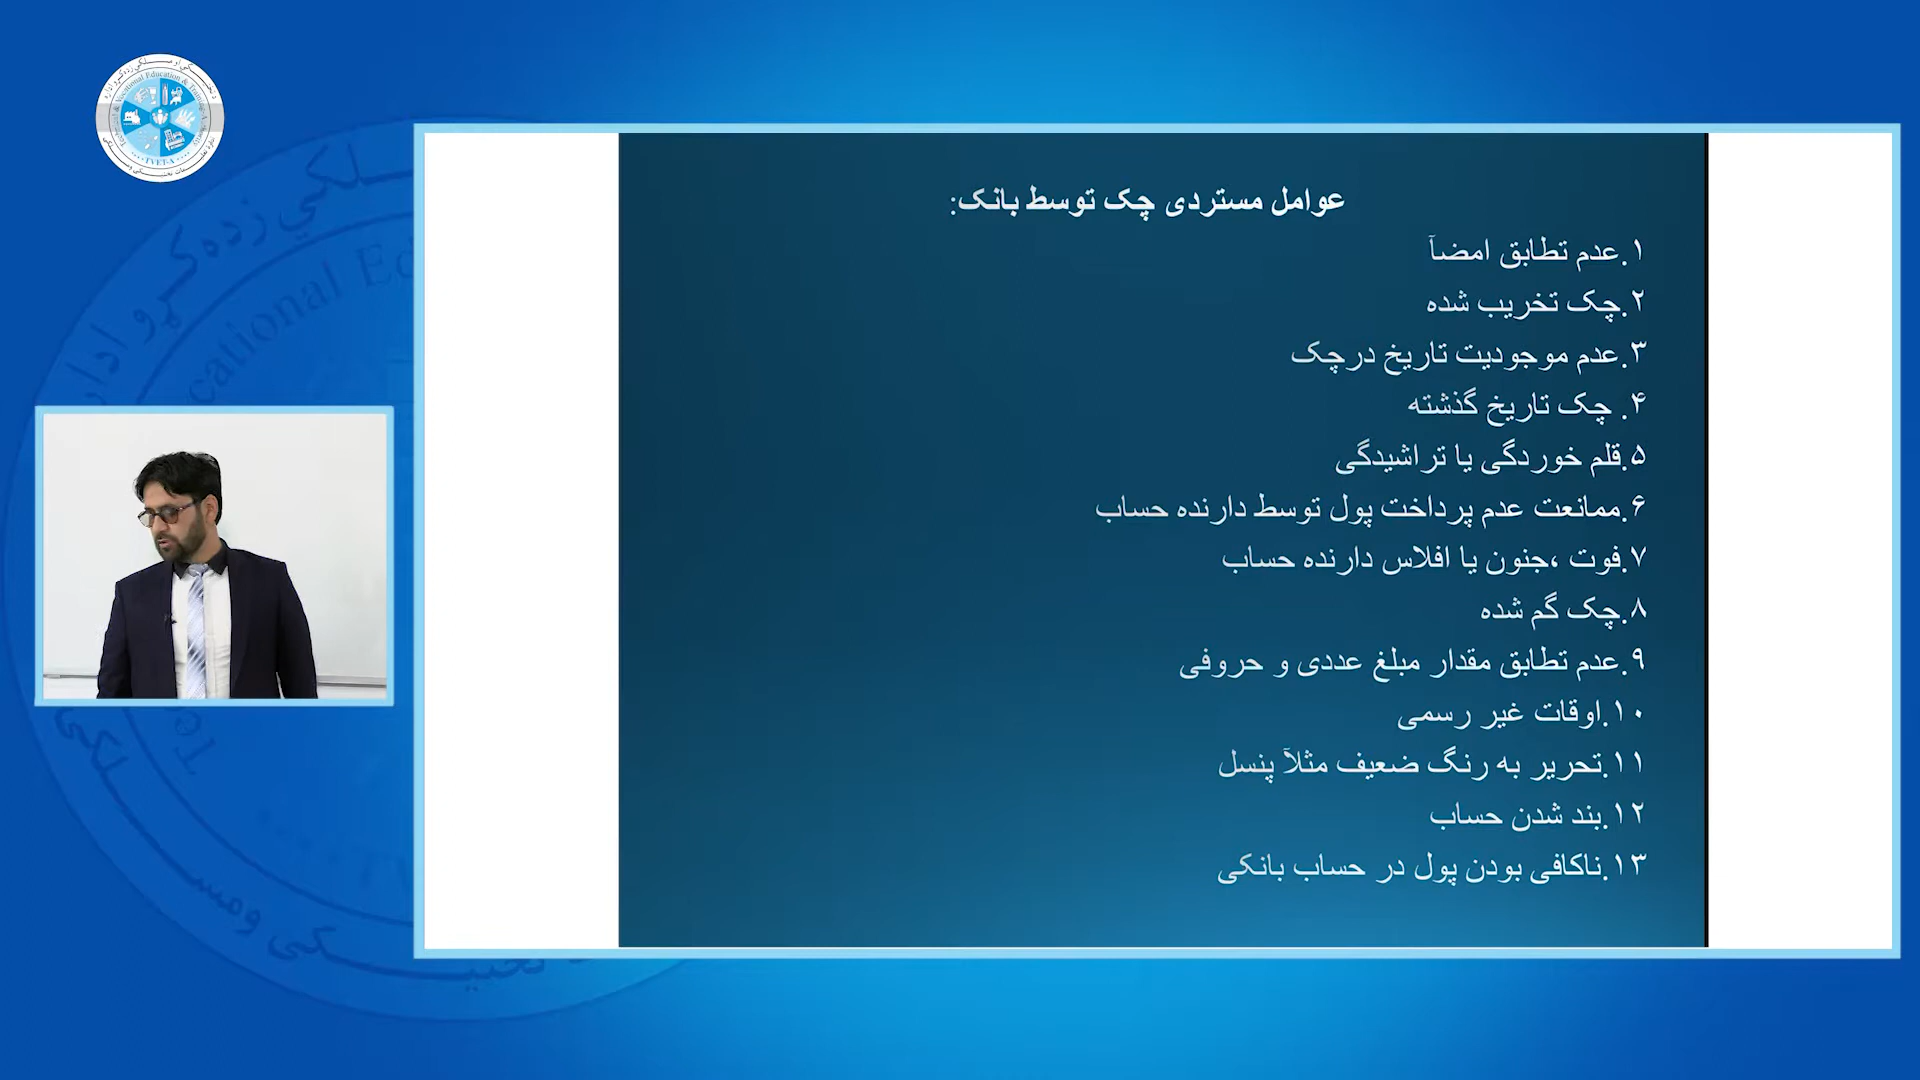 عوامل مستردی چک توسط بانک:
۱.عدم تطابق امضآ
۲.چک تخریب شده
۳.عدم موجودیت تاریخ درچک
۴. چک تاریخ گذشته
۵.قلم خوردگی یا تراشیدگی
۶.ممانعت عدم پرداخت پول توسط دارنده حساب
۷.فوت ،جنون یا افلاس دارنده حساب
۸.چک گم شده
۹.عدم تطابق مقدار مبلغ عددی و حروفی
۱۰.اوقات غیر رسمی
۱۱.تحریر به رنگ ضعیف مثلآ پنسل
۱۲.بند شدن حساب
۱۳.ناکافی بودن پول در حساب بانکی
TVET-A